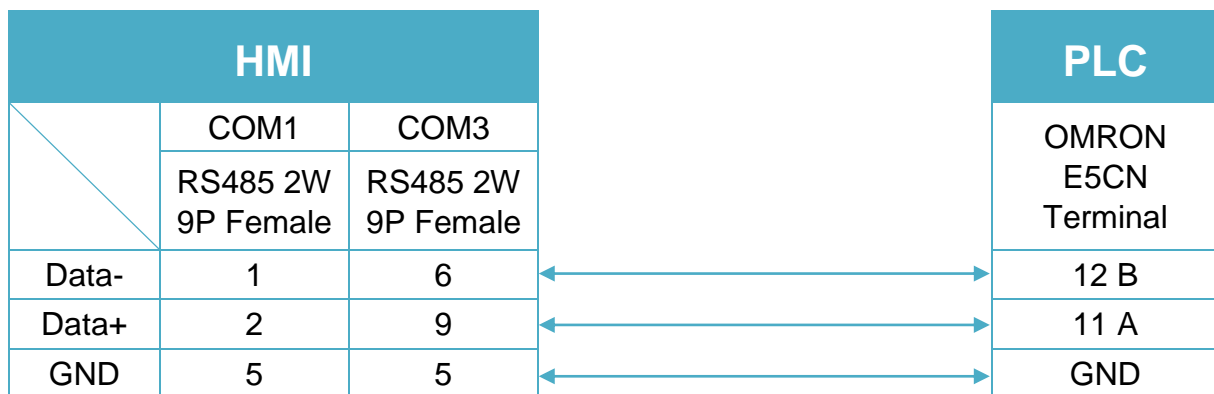 HMI
PLC
COM1
COM3
RS485 2W
9P Female
RS485 2W
9P Female
OMRON
E5CN
Terminal
Data-
1
6
12 B
Data+
2
9
11 A
GND
5
5
GND